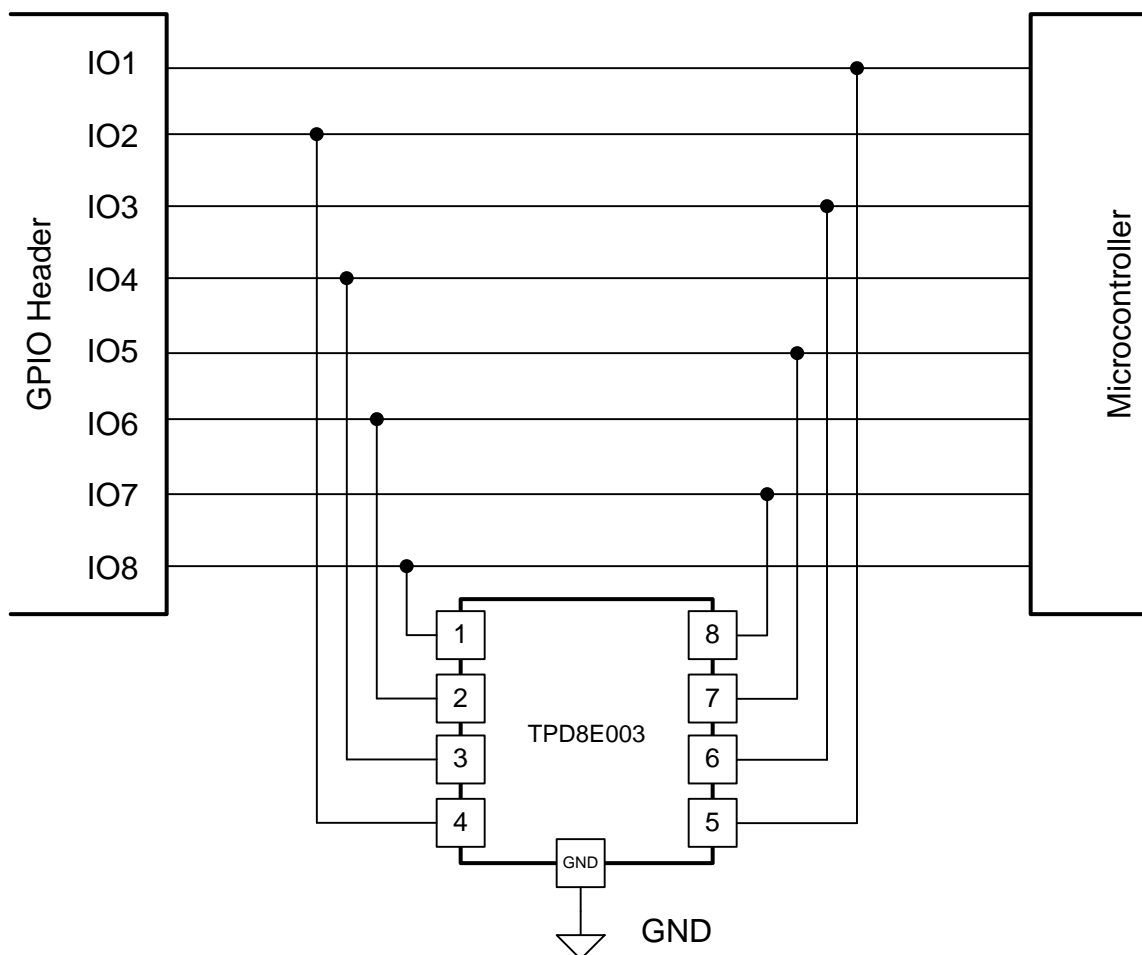 GPIO Header
IO1
IO2
IO3
IO4
IO5
IO6
IO7
IO8
Microcontroller
1
2
3
4
TPD8E003
8
7
6
5
GND
GND